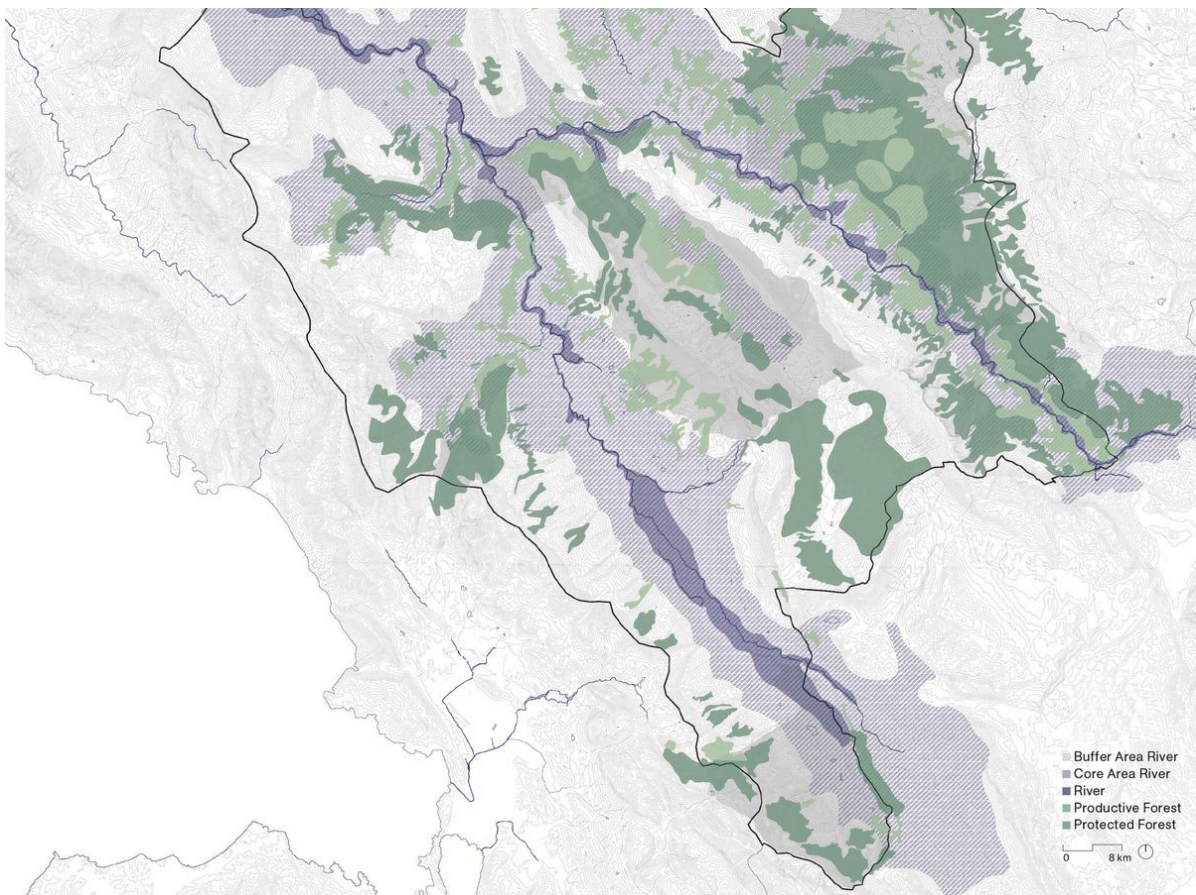 Buffer Area River
Core Area River
River
Productive Forest
Protected Forest
0 8 km